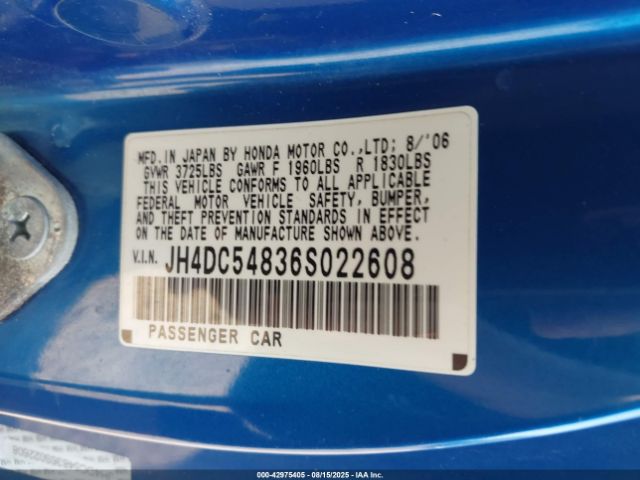 MFD.IN JAPAN BY HONDA MOTOR CO.,LTD; 8/'06
GVWR 3725LBS GAWR F 1960LBS R 1830LBS
THIS VEHICLE CONFORMS TO ALL APPLICABLE
FEDERAL MOTOR VEHICLE SAFETY, BUMPER,
AND THEFT PREVENTION STANDARDS IN EFFECT
ON THE DATE OF MANUFACTURE SHOWN ABOVE.
V.I.N. JH4DC54836S022608
PASSENGER CAR
000-42975405 - 08/15/2025 - © IAA, Inc.